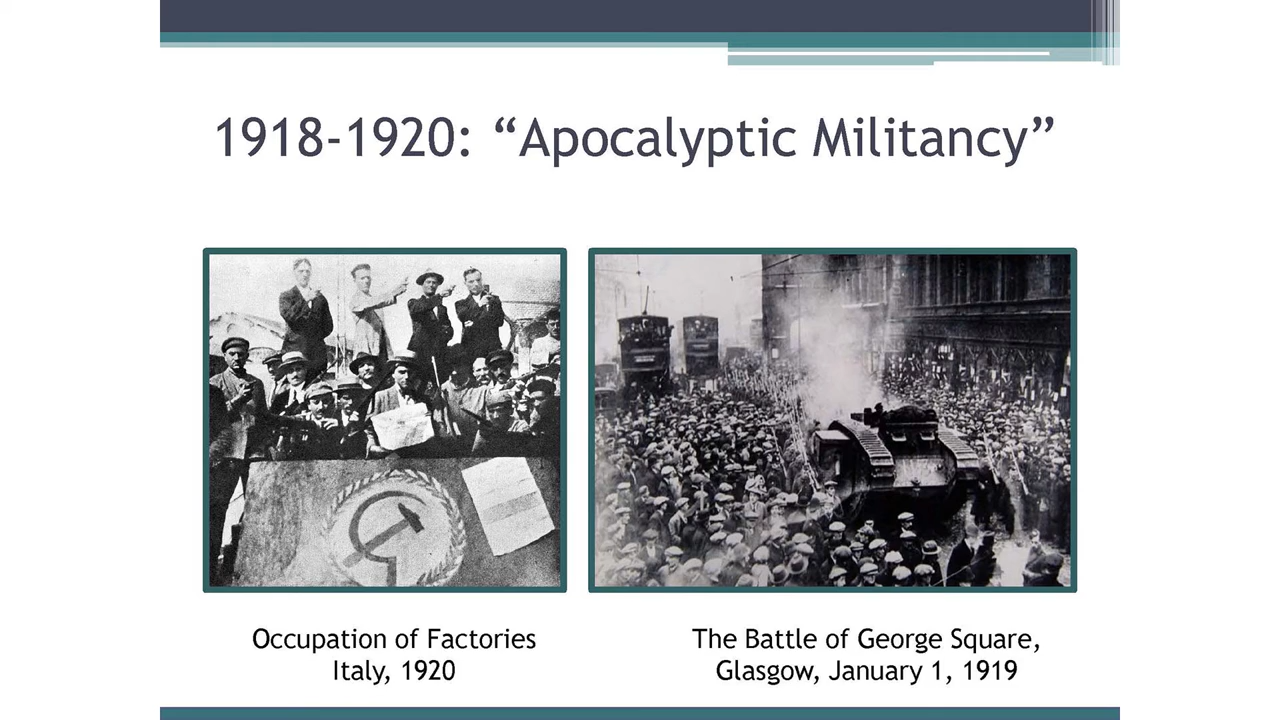 1918-1920: “Apocalyptic Militancy”
Occupation of Factories
Italy, 1920
The Battle of George Square,
Glasgow, January 1, 1919